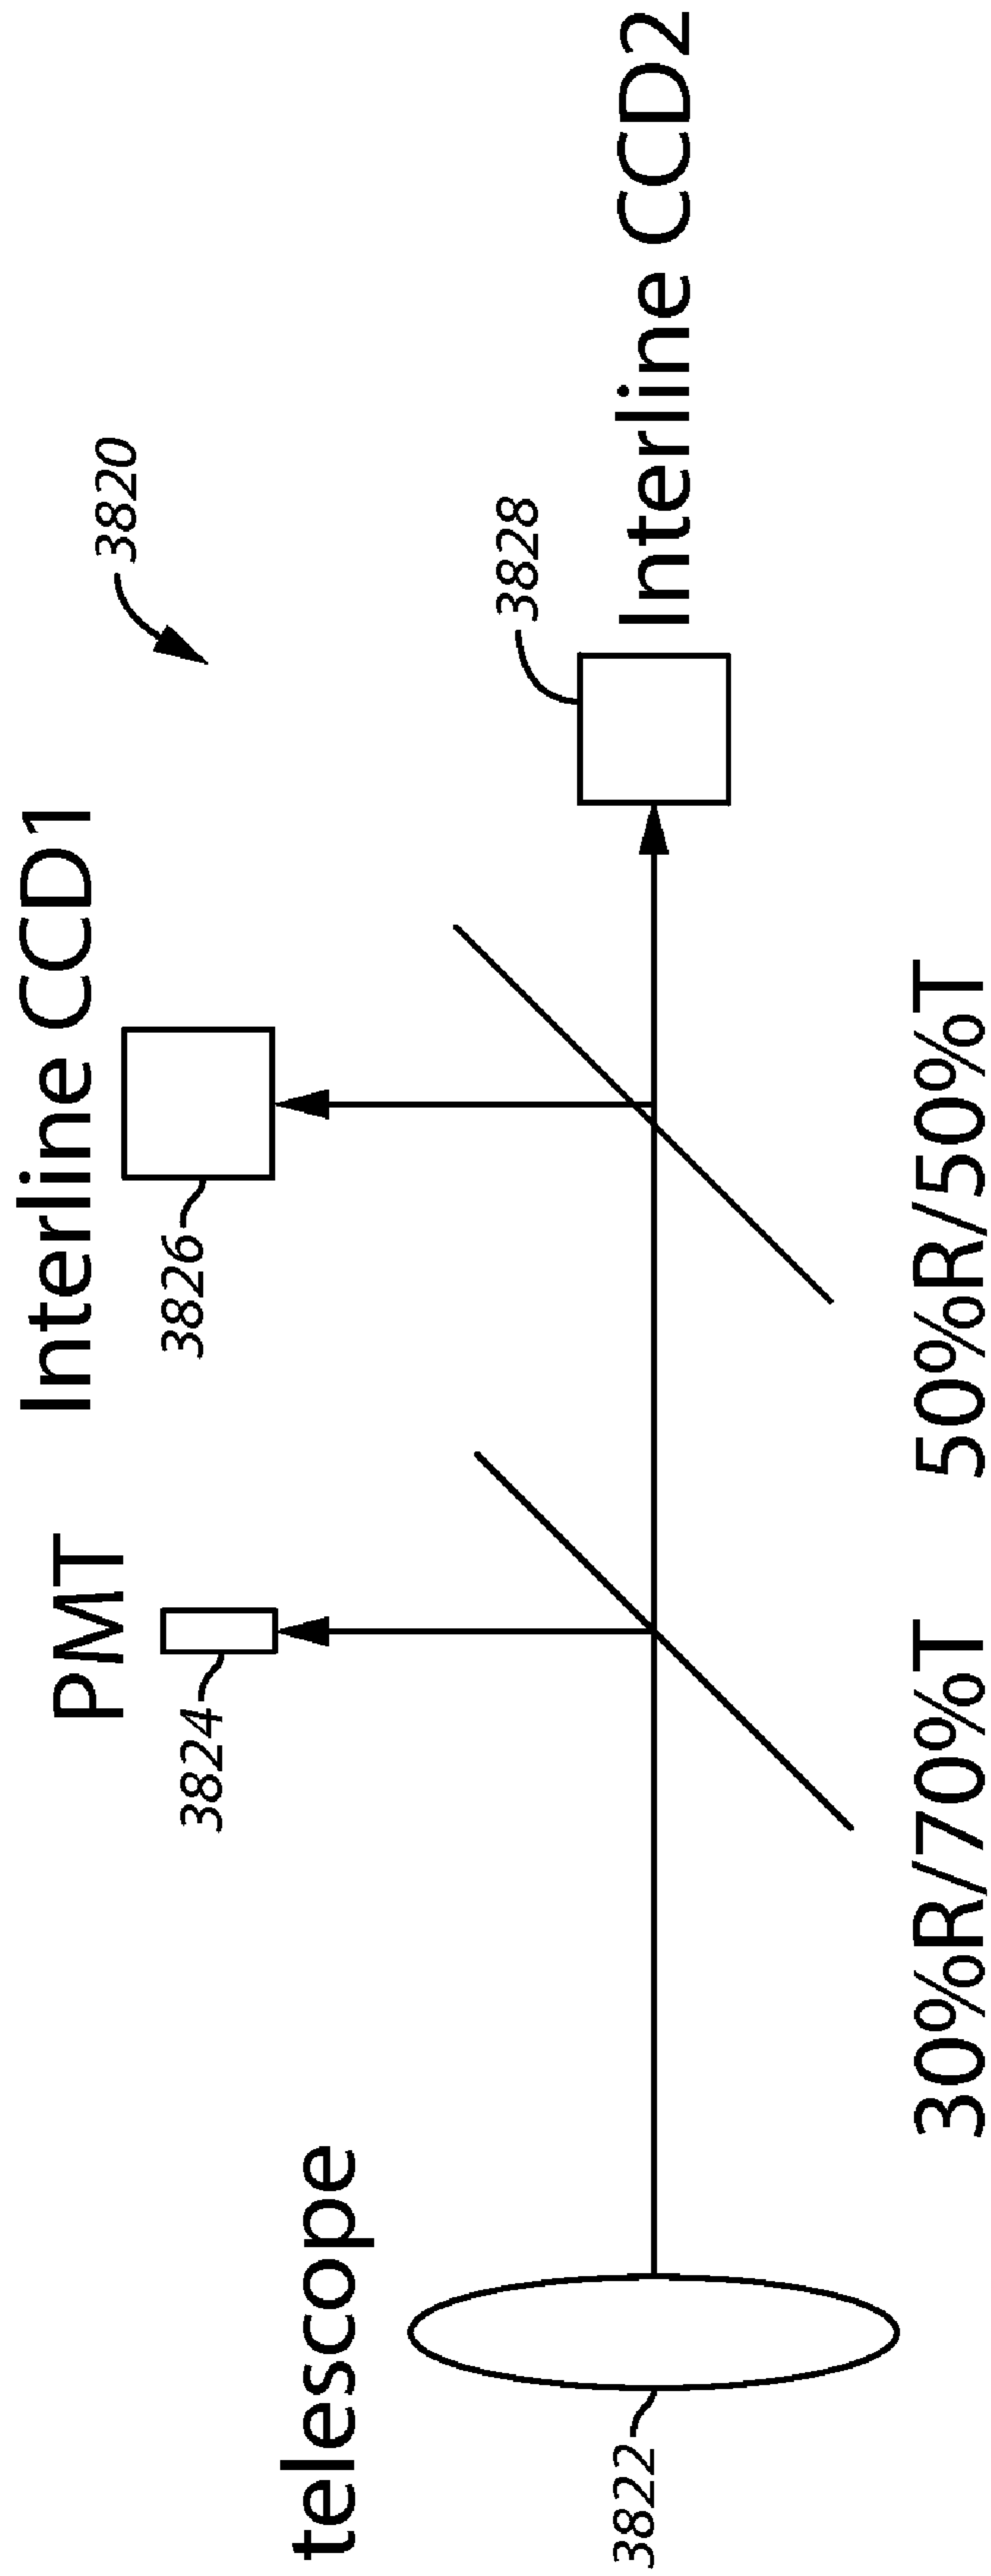 3820
Interline CCD1
PMT
3826
3824
telescope
3828
Interline CCD2
3822
30%R/70%T
50%R/50%T